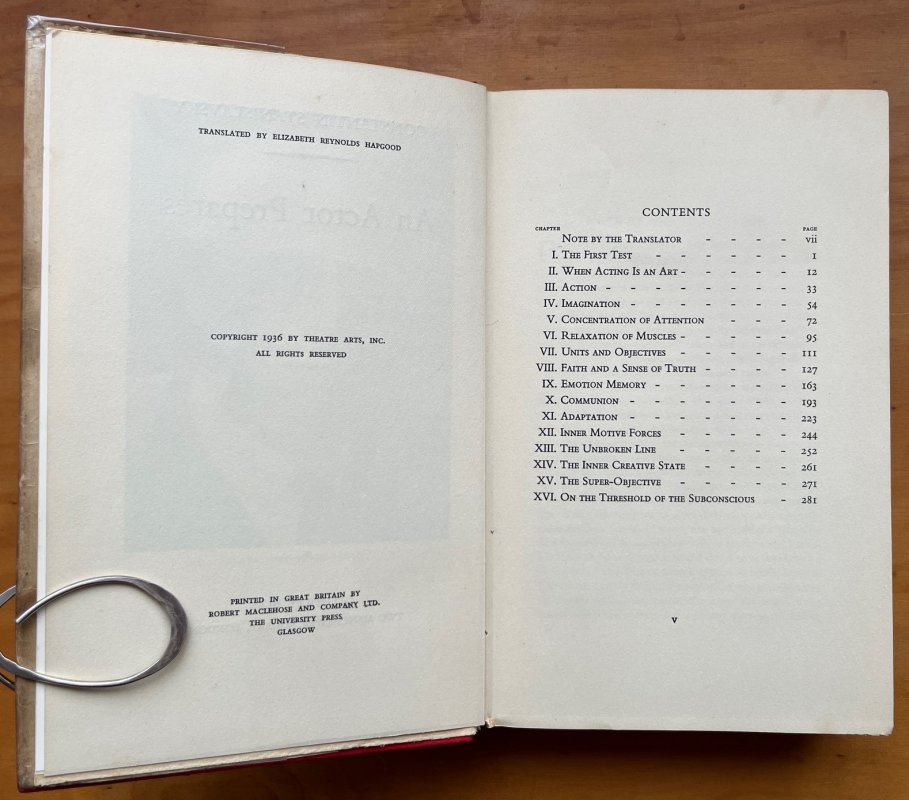 TRANSLATED BY ELIZABETH REYNOLDS HAPGOOD
COPYRIGHT 1936 BY THEATRE ARTS, INC.
ALL RIGHTS RESERVED
PRINTED IN GREAT BRITAIN BY
ROBERT MACLEHOSE AND COMPANY, LTD.
THE UNIVERSITY PRESS,
GLASGOW
CONTENTS
CHAPTER PAGE
NOTE BY THE TRANSLATOR - - - - vii
I. THE FIRST TEST - - - - - - 1
II. WHEN ACTING IS AN ART - - - - - 12
III. ACTION - - - - - - - - 33
IV. IMAGINATION - - - - - - - 54
V. CONCENTRATION OF ATTENTION - - - 72
VI. RELAXATION OF MUSCLES - - - - - 95
VII. UNITS AND OBJECTIVES - - - - - 111
VIII. FAITH AND A SENSE OF TRUTH - - - - 127
IX. EMOTION MEMORY - - - - - - 163
X. COMMUNION - - - - - - - 193
XI. ADAPTATION - - - - - - - 223
XII. INNER MOTIVE FORCES - - - - - 244
XIII. THE UNBROKEN LINE - - - - - 252
XIV. THE INNER CREATIVE STATE - - - - 261
XV. THE SUPER-OBJECTIVE - - - - - 271
XVI. ON THE THRESHOLD OF THE SUBCONSCIOUS - 281
v